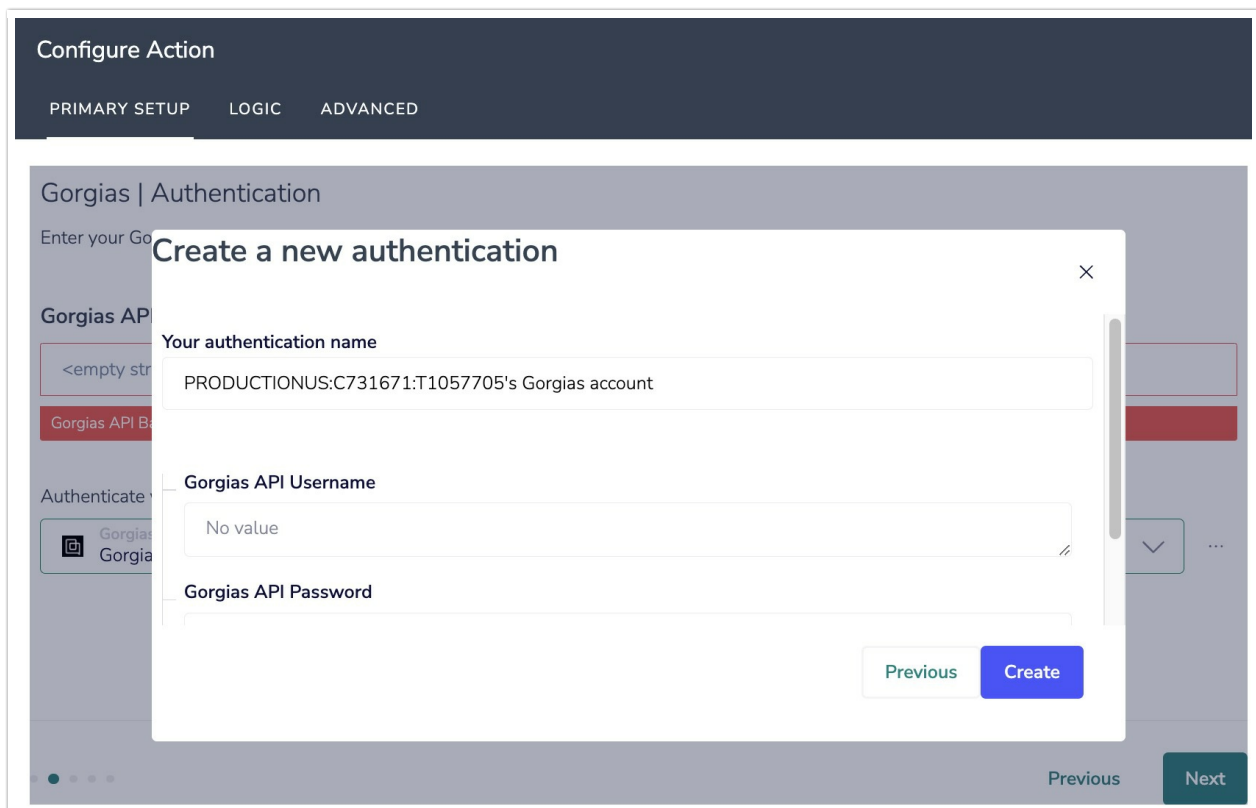 Configure Action
PRIMARY SETUP LOGIC ADVANCED
Gorgias | Authentication
Enter your Go
Create a new authentication
Gorgias API
Your authentication name
<empty str
PRODUCTIONUS:C731671:T1057705's Gorgias account
Gorgias API Ba
Gorgias API Username
Authenticate
No value
Gorgias
Gorgia
Gorgias API Password
Previous Create
Previous Next